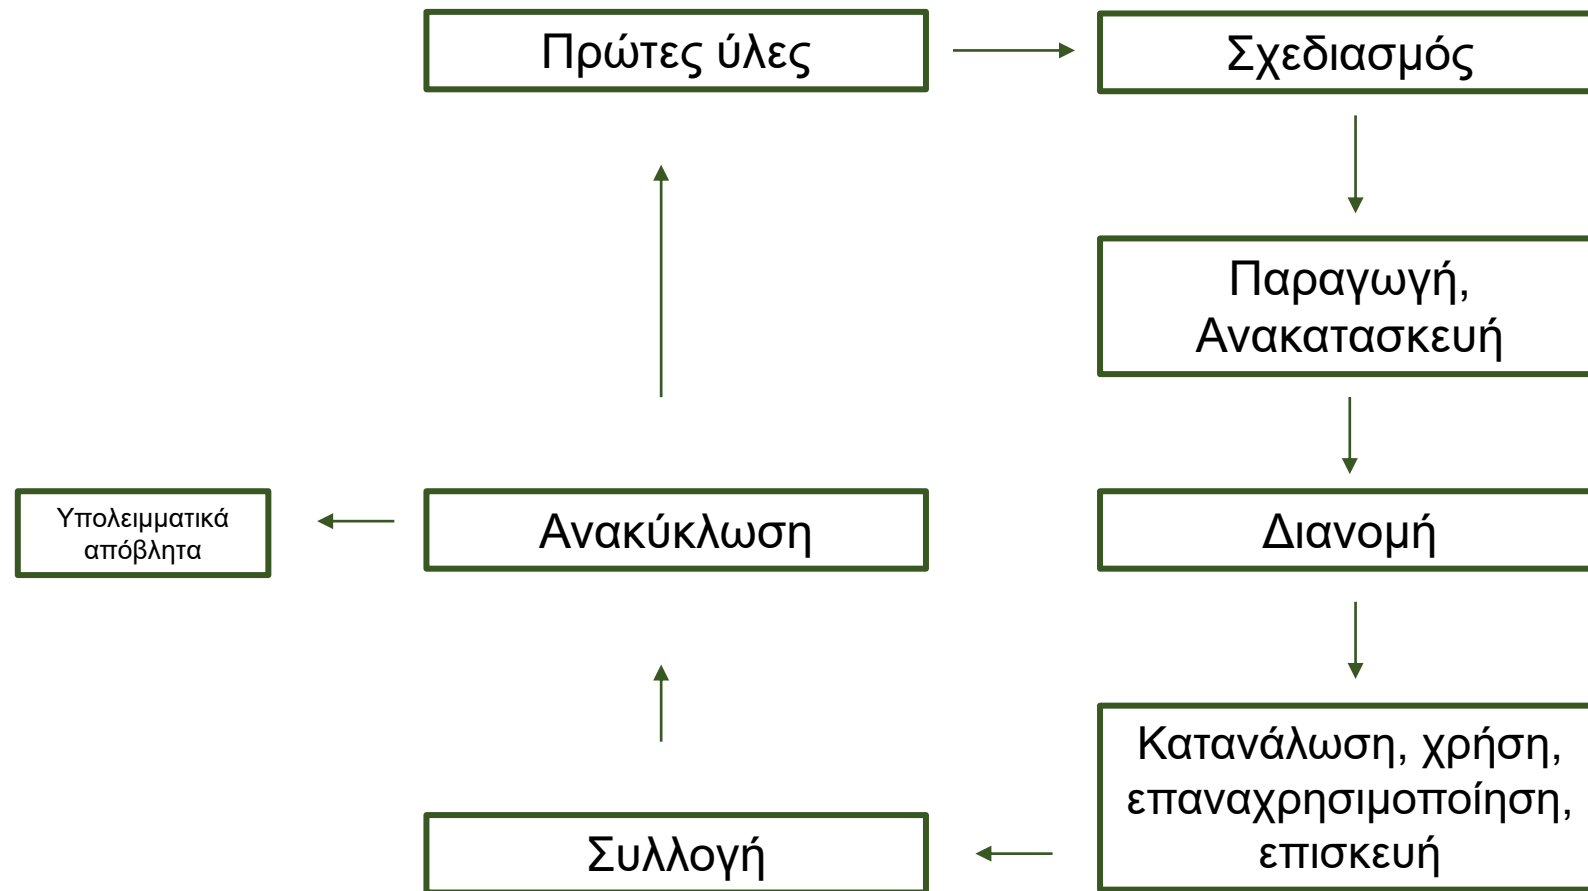 Πρώτες ύλες
Σχεδιασμός
Παραγωγή,
Ανακατασκευή
Υπολειμματικά
απόβλητα
Ανακύκλωση
Διανομή
Κατανάλωση, χρήση,
επαναχρησιμοποίηση,
επισκευή
Συλλογή